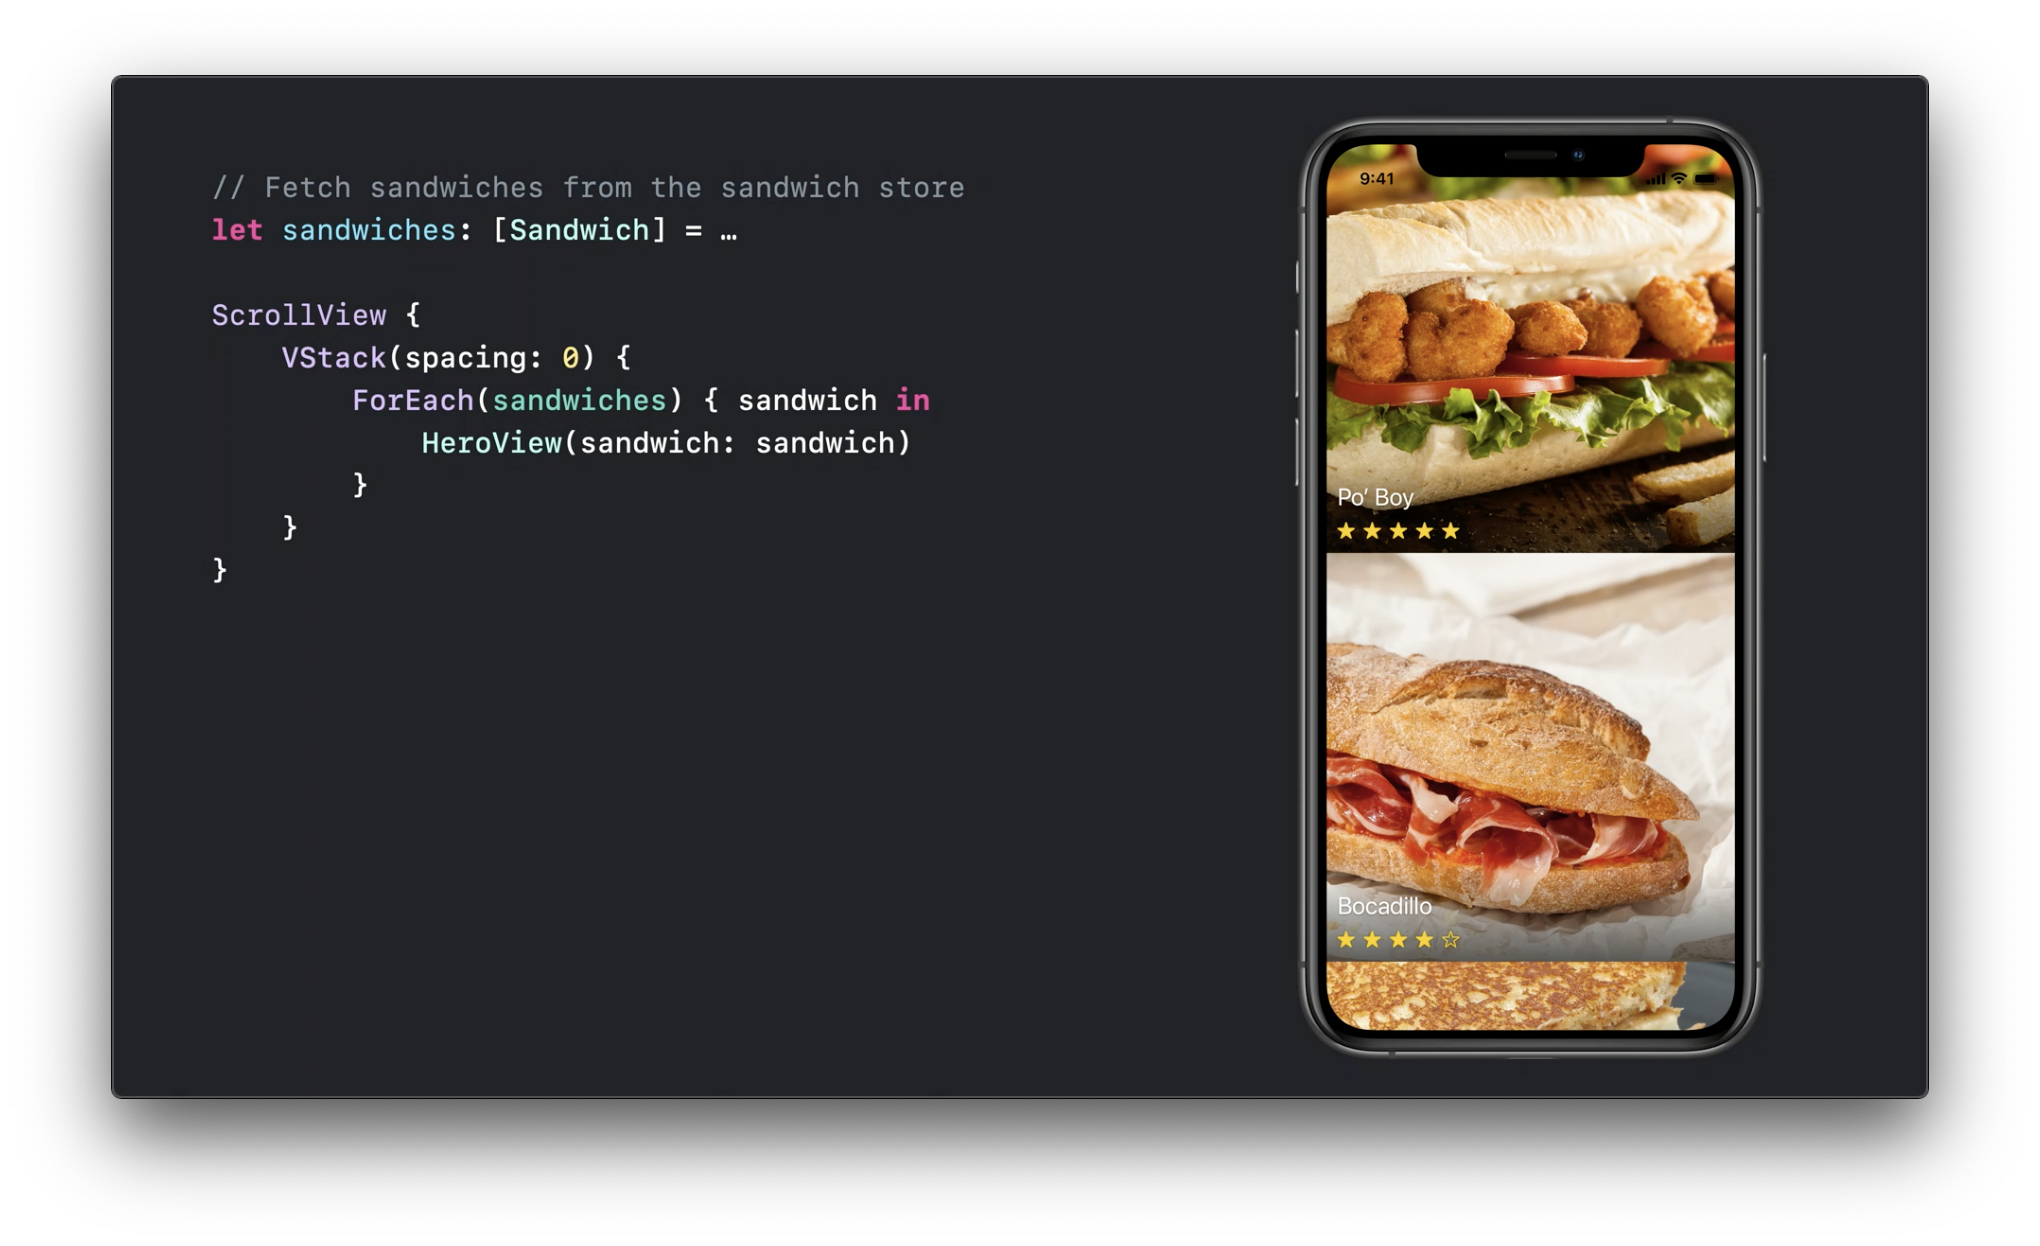 // Fetch sandwiches from the sandwich store
let sandwiches: [Sandwich] = …
ScrollView {
    VStack(spacing: 0) {
        ForEach(sandwiches) { sandwich in
            HeroView(sandwich: sandwich)
        }
    }
}
9:41
Po’ Boy
★★★★★
Bocadillo
★★★★☆